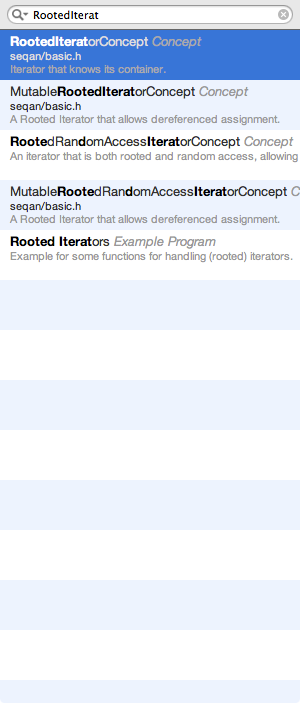 RootedIterat
RootedIteratorConcept Concept
seqan/basic.h
Iterator that knows its container.
MutableRootedIteratorConcept Concept
seqan/basic.h
A Rooted Iterator that allows dereferenced assignment.
RootedRandomAccessIteratorConcept Concept
An iterator that is both rooted and random access, allowing
MutableRootedRandomAccessIteratorConcept C
seqan/basic.h
A Rooted Iterator that allows dereferenced assignment.
Rooted Iterators Example Program
Example for some functions for handling (rooted) iterators.